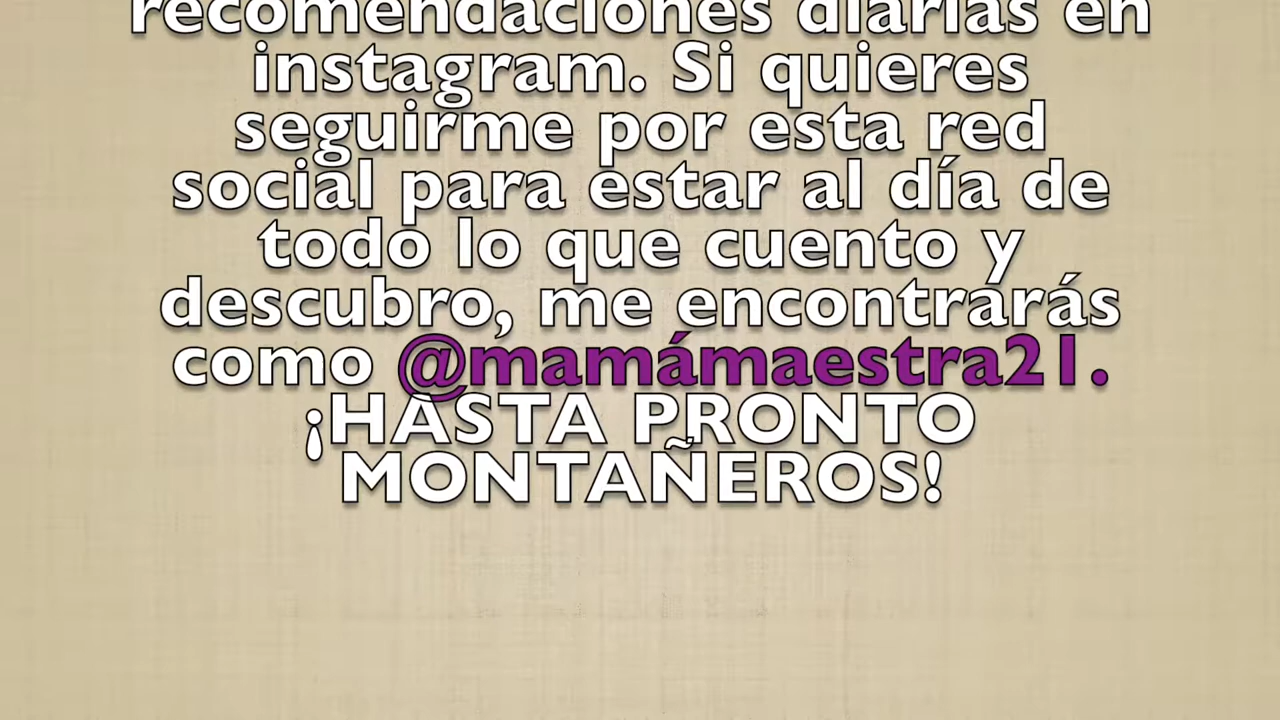 recomendaciones diarias en
instagram. Si quieres
seguirme por esta red
social para estar al día de
todo lo que cuento y
descubro, me encontrarás
como @mamámaestra21.
¡HASTA PRONTO
MONTAÑEROS!